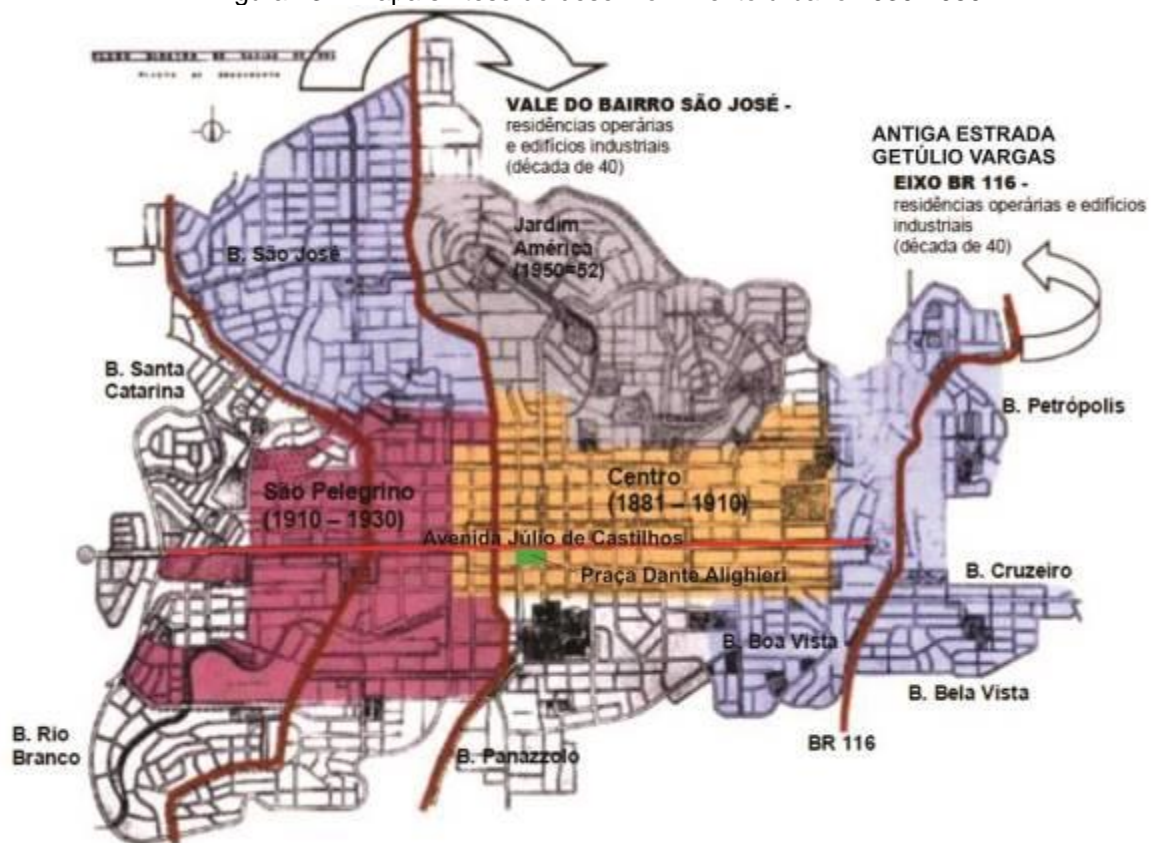 VALE DO BAIRRO SÃO JOSÉ -
residências operárias
e edifícios industriais
(década de 40)
ANTIGA ESTRADA
GETÚLIO VARGAS
EIXO BR 116 -
residências operárias e edifícios
industriais
(década de 40)
Jardim
América
(1950=52)
B. São José
B. Santa
Catarina
B. Petrópolis
São Pelegrino
(1910 – 1930)
Centro
(1881 – 1910)
Avenida Júlio de Castilhos
Praça Dante Alighieri
B. Cruzeiro
B. Boa Vista
B. Bela Vista
B. Rio
Branco
B. Panazzolo
BR 116